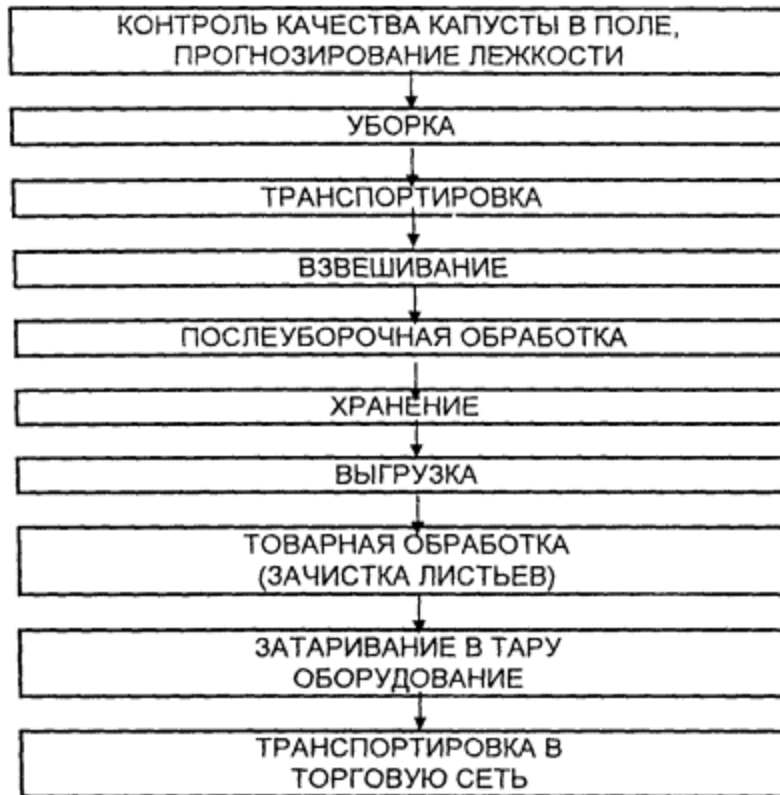 КОНТРОЛЬ КАЧЕСТВА КАПУСТЫ В ПОЛЕ,
ПРОГНОЗИРОВАНИЕ ЛЕЖКОСТИ
УБОРКА
ТРАНСПОРТИРОВКА
ВЗВЕШИВАНИЕ
ПОСЛЕУБОРОЧНАЯ ОБРАБОТКА
ХРАНЕНИЕ
ВЫГРУЗКА
ТОВАРНАЯ ОБРАБОТКА
(ЗАЧИСТКА ЛИСТЬЕВ)
ЗАТАРИВАНИЕ В ТАРУ
ОБОРУДОВАНИЕ
ТРАНСПОРТИРОВКА В
ТОРГОВУЮ СЕТЬ